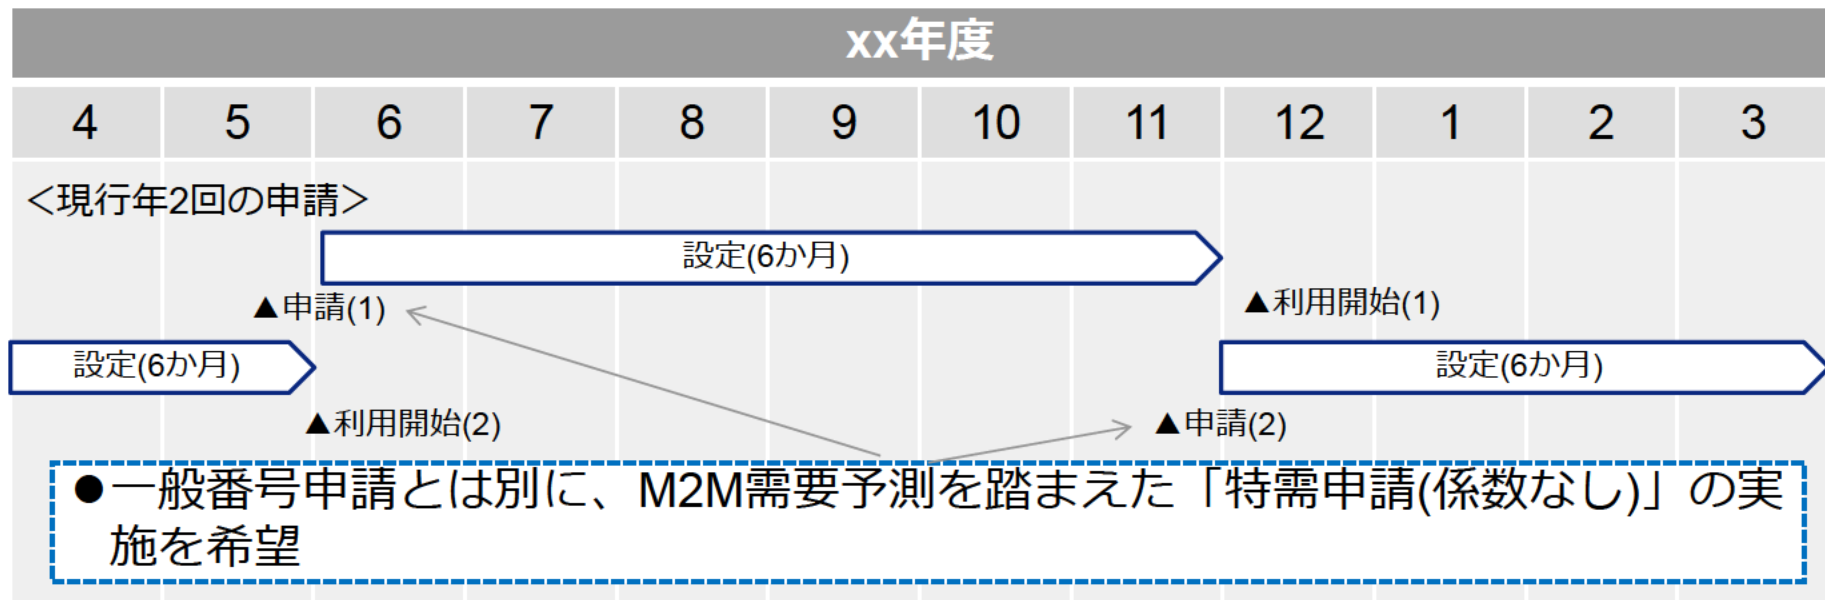 xx年度
4 5 6 7 8 9 10 11 12 1 2 3
＜現行年2回の申請＞
設定(6か月)
▲申請(1) ▲利用開始(1)
設定(6か月) 設定(6か月)
▲利用開始(2) ▲申請(2)
●一般番号申請とは別に、M2M需要予測を踏まえた「特需申請(係数なし)」の実
施を希望